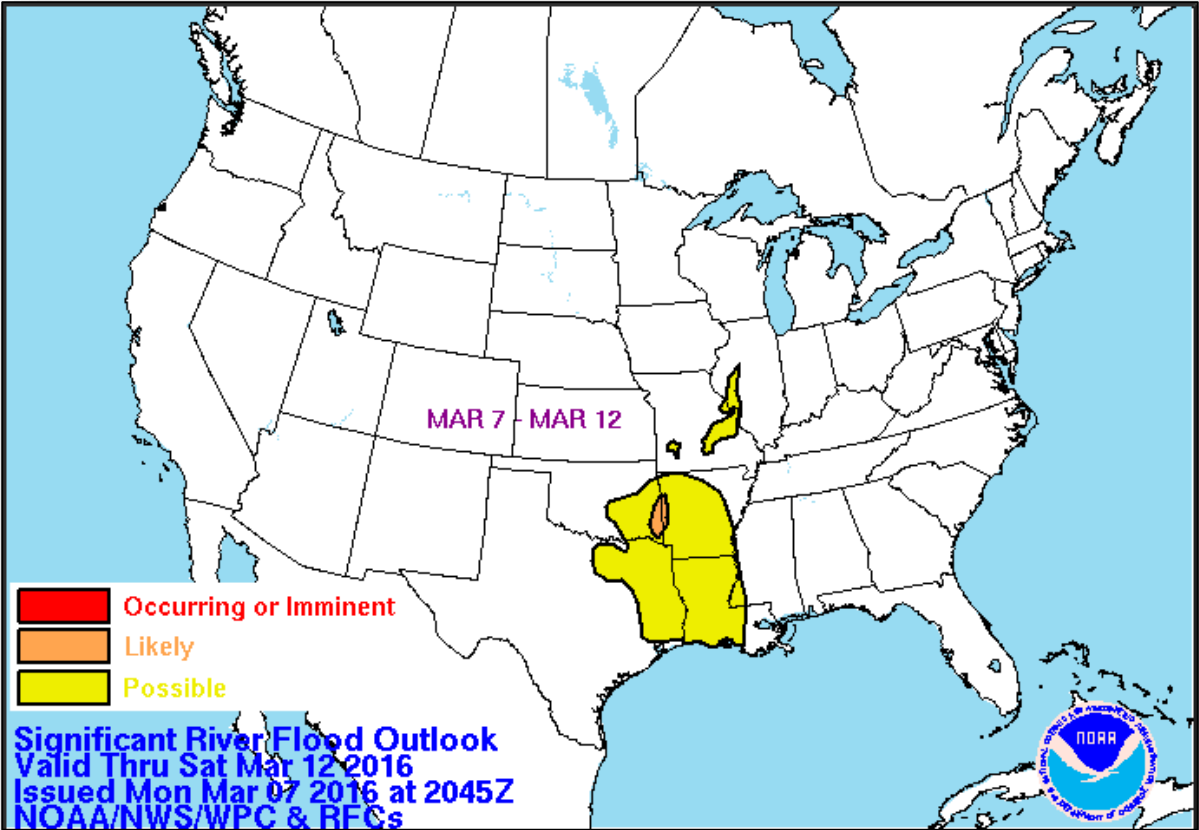 MAR 7 - MAR 12
Occurring or Imminent
Likely
Possible
Significant River Flood Outlook
Valid Thru Sat Mar 12 2016
Issued Mon Mar 07 2016 at 2045Z
NOAA/NWS/WPC & RFCs
NOAA